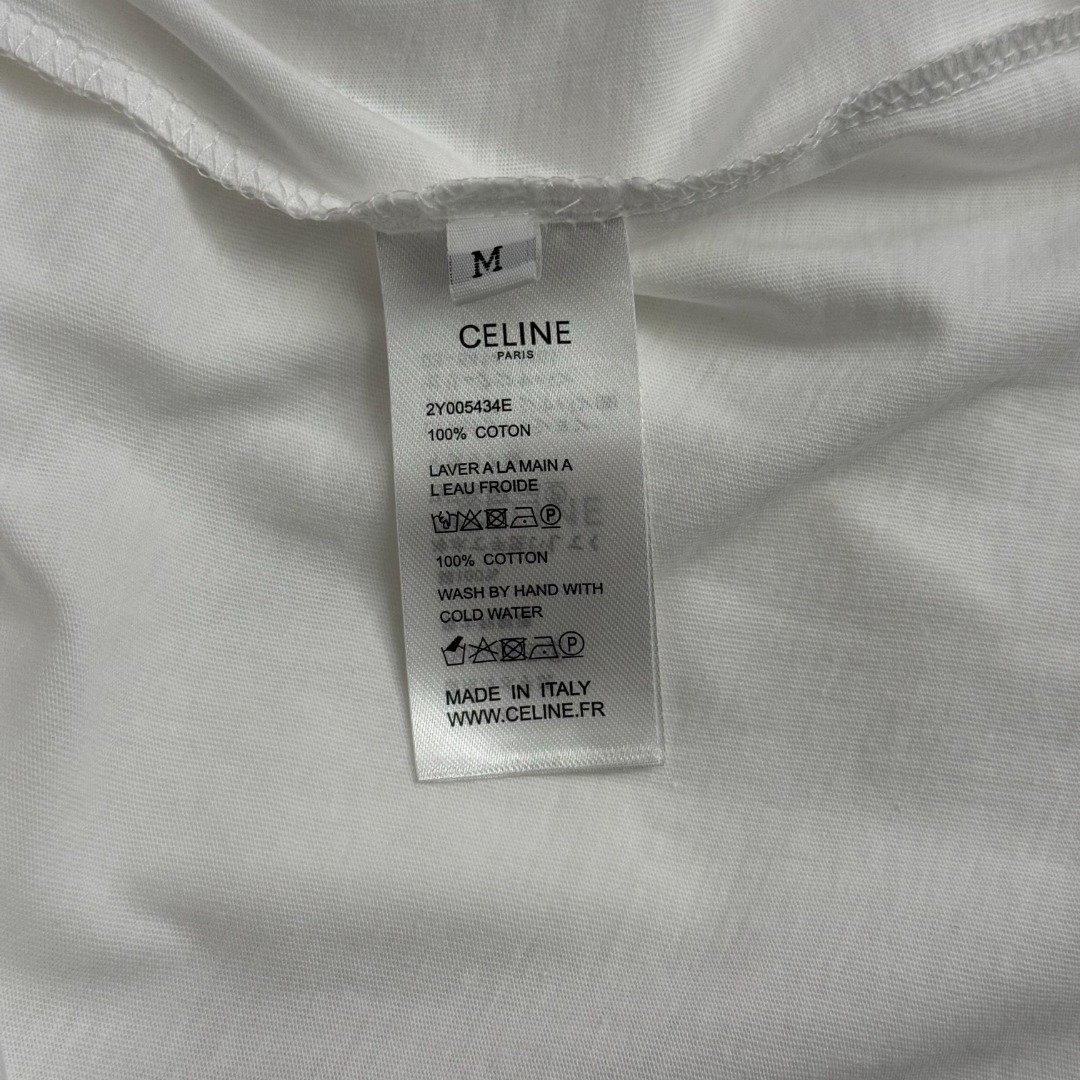 M
CELINE
PARIS
2Y005434E
100% COTON
LAVER A LA MAIN A
L EAU FROIDE
P
100% COTTON
WASH BY HAND WITH
COLD WATER
P
MADE IN ITALY
WWW.CELINE.FR